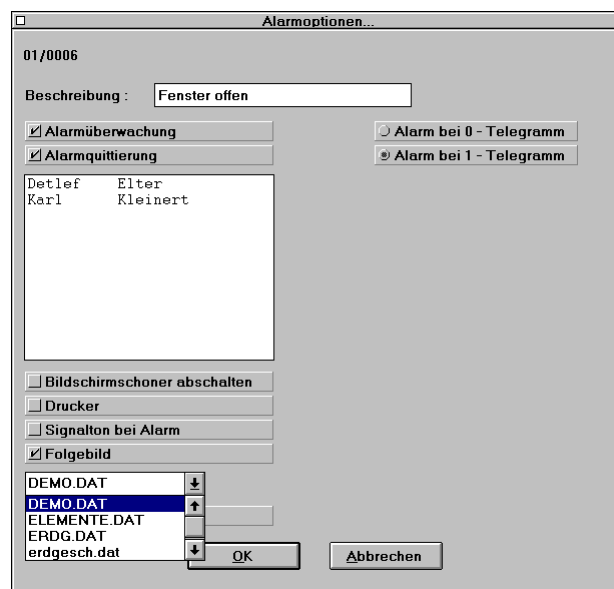 Alarmoptionen...
01/0006
Beschreibung : Fenster offen
Alarmüberwachung
Alarm bei 0 - Telegramm
Alarmquittierung
Alarm bei 1 - Telegramm
Detlef Elter
Karl Kleinert
Bildschirmschoner abschalten
Drucker
Signalton bei Alarm
Folgebild
DEMO.DAT
DEMO.DAT
ELEMENTE.DAT
ERDG.DAT
erdgesch.dat
OK
Abbrechen